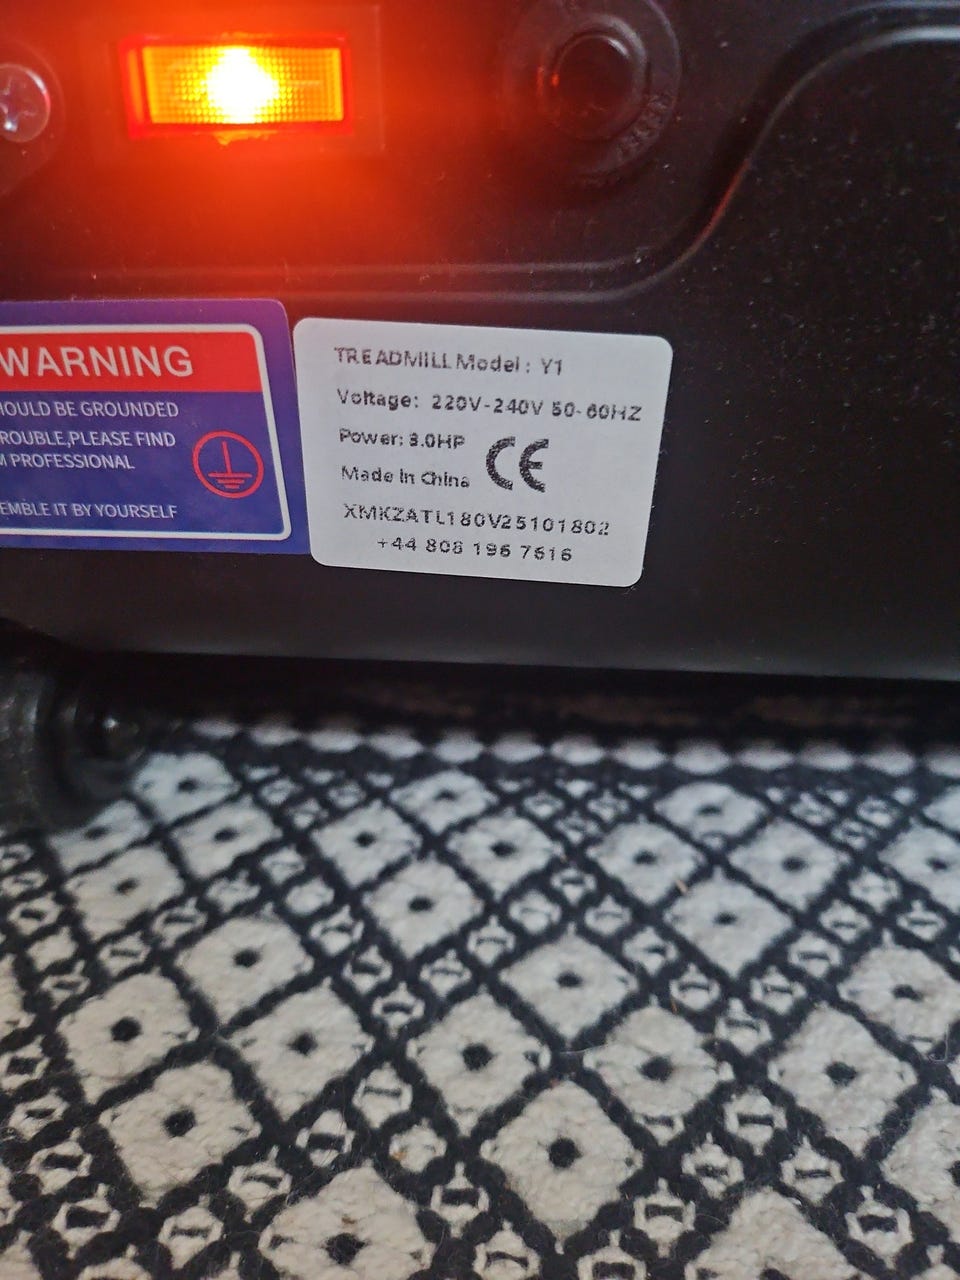 WARNING
HOULD BE GROUNDED
ROUBLE,PLEASE FIND
M PROFESSIONAL
EMBLE IT BY YOURSELF
TREADMILL Model : Y1
Voltage: 220V-240V 50-60HZ
Power: 3.0HP
CE
Made In China
XMKZATL180V25101802
+44 808 196 7616